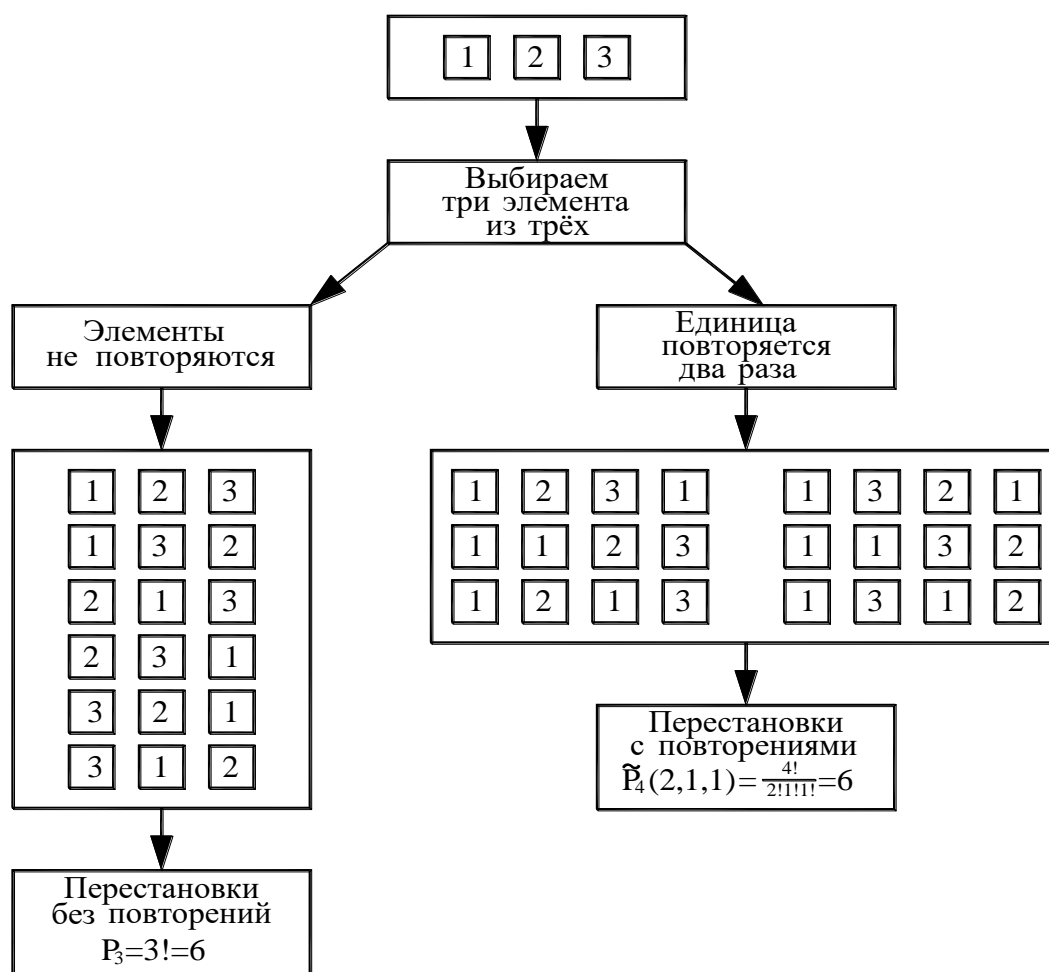 1 2 3
Выбираем
три элемента
из трёх
Элементы
не повторяются
Единица
повторяется
два раза
1 2 3
1 3 2
2 1 3
2 3 1
3 2 1
3 1 2
1 2 3 1 1 3 2 1
1 1 2 3 1 1 3 2
1 2 1 3 1 3 1 2
Перестановки
с повторениями
P̃₄(2,1,1)=4!/2!1!1!=6
Перестановки
без повторений
P₃=3!=6